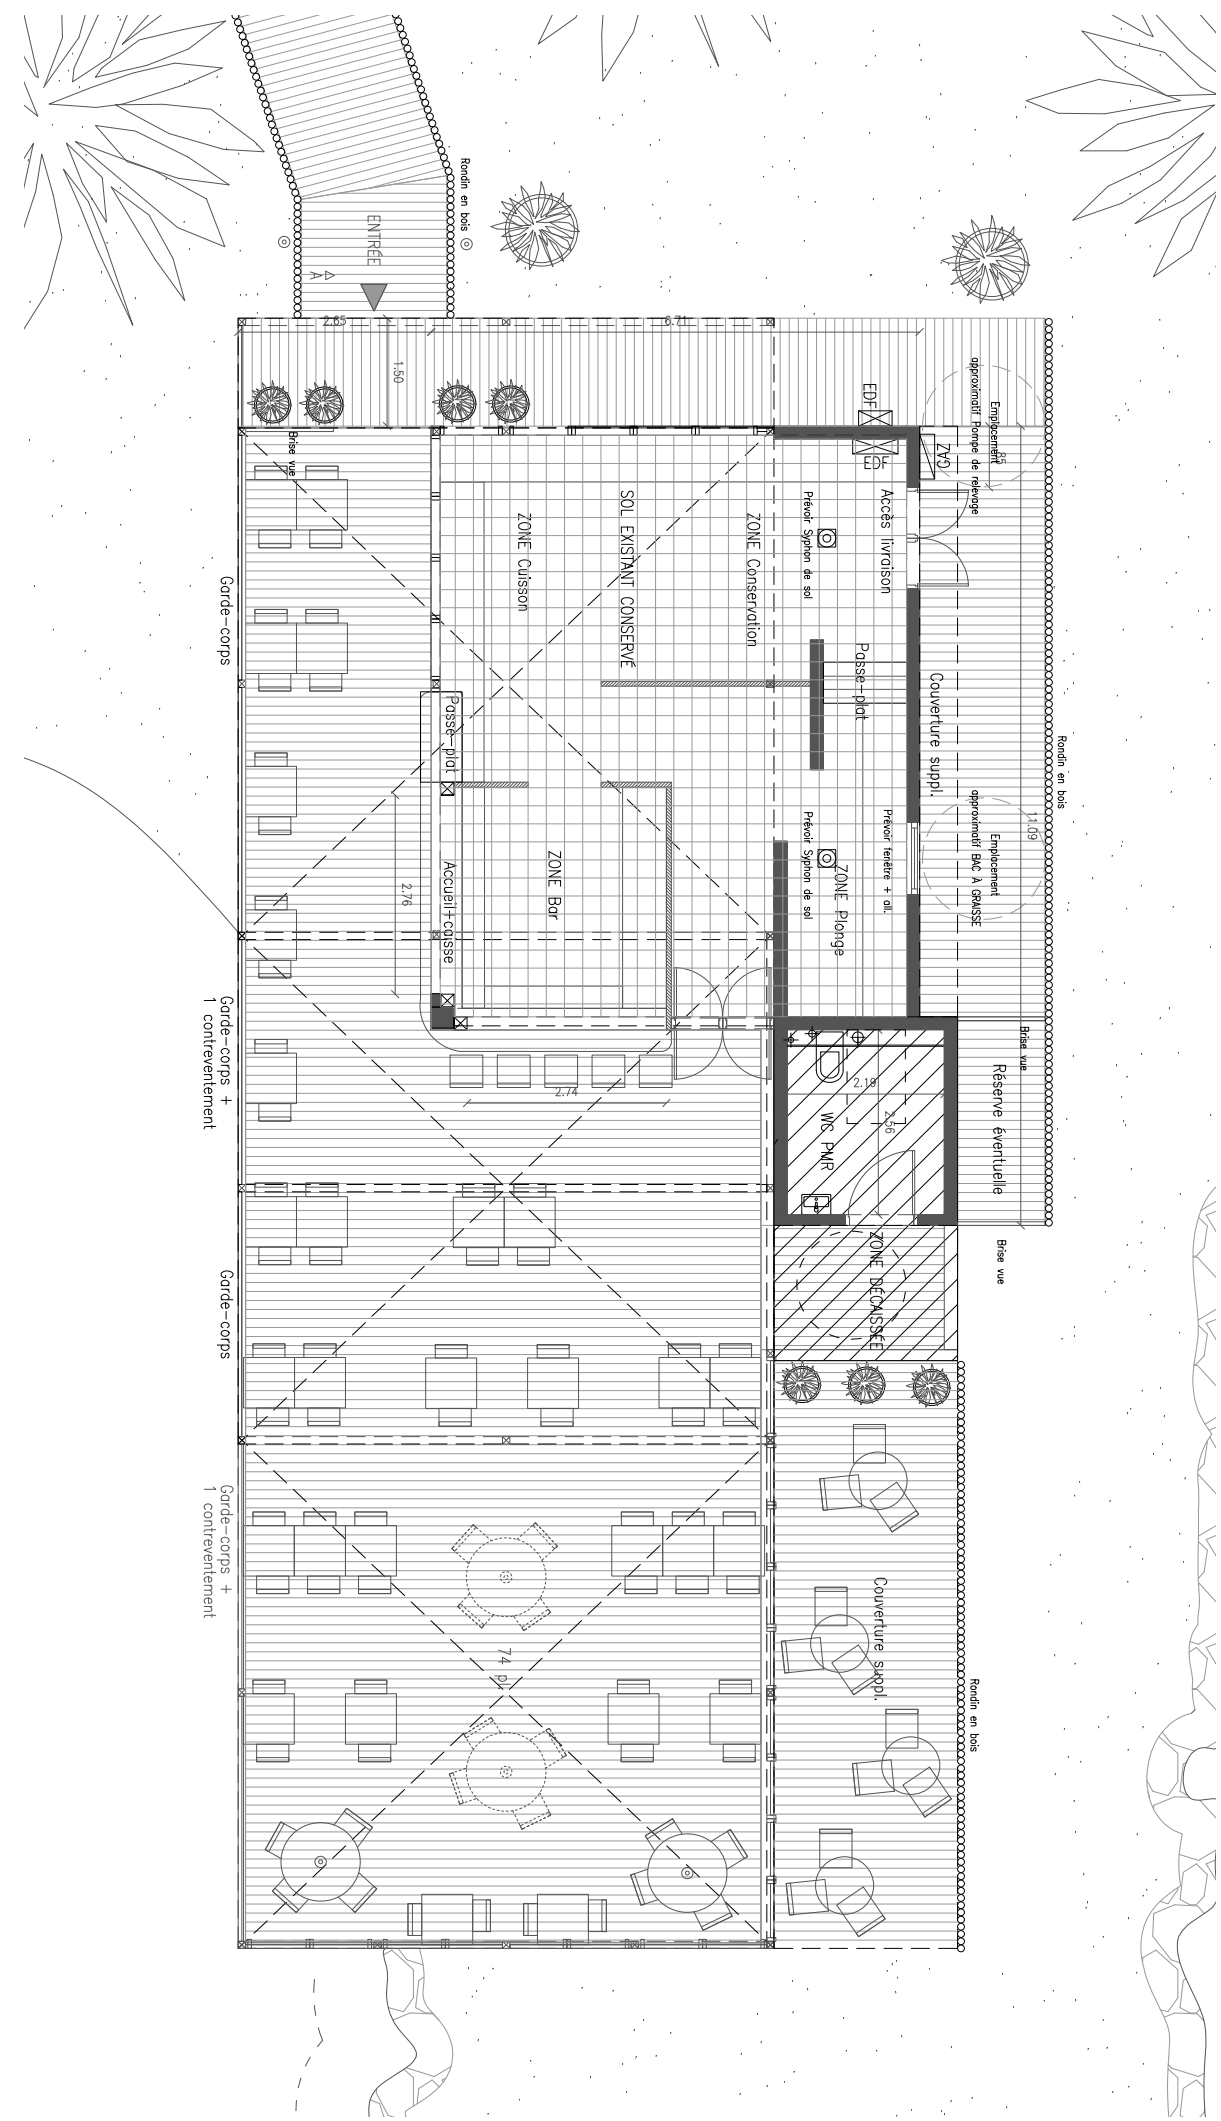 Rondin en bois
ENTRÉE
A
2.65
6.71
1.50
EDF
EDF
GAZ
Emplacement
approximatif Pompe de relevage
Brise vue
Accès livraison
Prévoir Syphon de sol
ZONE Conservation
SOL EXISTANT CONSERVÉ
ZONE Cuisson
Garde-corps
Passe-plat
Couverture suppl.
Passe-plat
Rondin en bois
11.09
Emplacement
approximatif BAC À GRAISSE
Prévoir fenêtre + all.
ZONE Plonge
Prévoir Syphon de sol
ZONE Bar
Accueil+caisse
2.76
Garde-corps +
1 contreventement
Brise vue
Réserve éventuelle
2.74
2.19
2.56
WC PMR
ZONE DÉCAISSÉE
Brise vue
Garde-corps
Garde-corps +
1 contreventement
Couverture suppl.
74 p
Rondin en bois